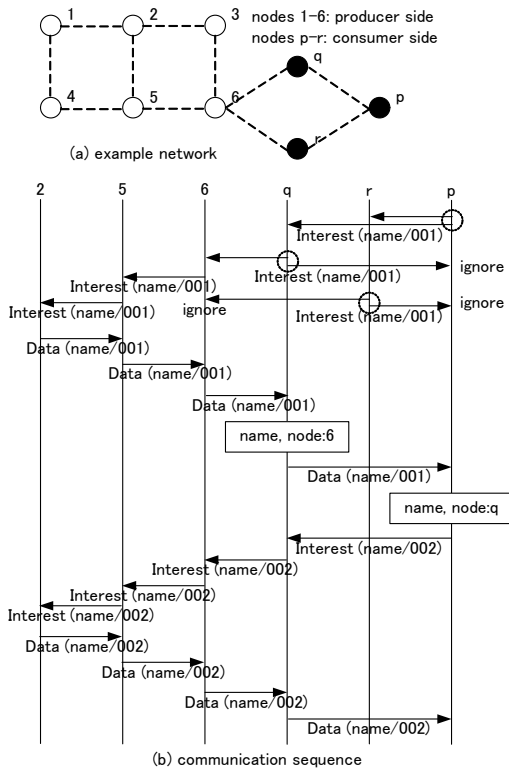 1 2 3 nodes 1-6: producer side
nodes p-r: consumer side
q
4 5 6 p
r
(a) example network
2 5 6 q r p
Interest (name/001)
Interest (name/001) Interest (name/001) ignore
Interest (name/001) ignore Interest (name/001) ignore
Data (name/001)
Data (name/001)
Data (name/001)
name, node:6
Data (name/001)
name, node:q
Interest (name/002)
Interest (name/002)
Interest (name/002)
Interest (name/002)
Data (name/002)
Data (name/002)
Data (name/002)
Data (name/002)
(b) communication sequence